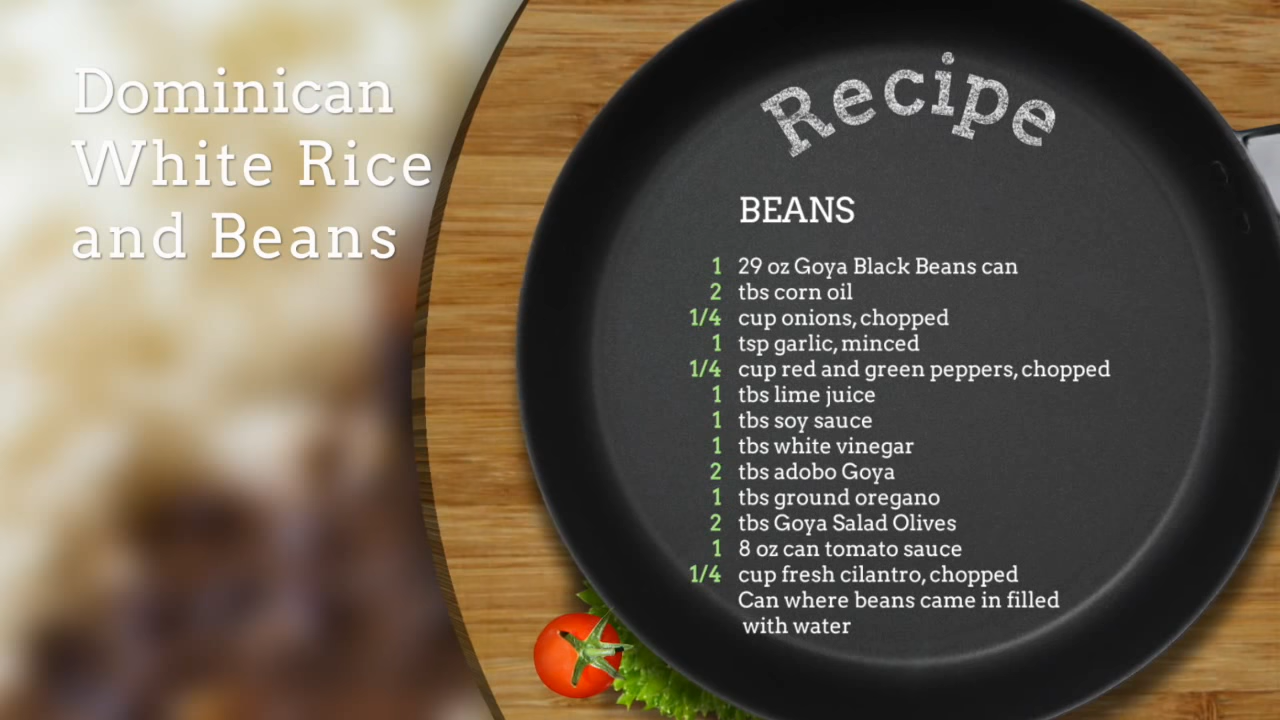 Dominican
White Rice
and Beans
Recipe
BEANS
1 29 oz Goya Black Beans can
2 tbs corn oil
1/4 cup onions, chopped
1 tsp garlic, minced
1/4 cup red and green peppers, chopped
1 tbs lime juice
1 tbs soy sauce
1 tbs white vinegar
2 tbs adobo Goya
1 tbs ground oregano
2 tbs Goya Salad Olives
1 8 oz can tomato sauce
1/4 cup fresh cilantro, chopped
Can where beans came in filled
with water